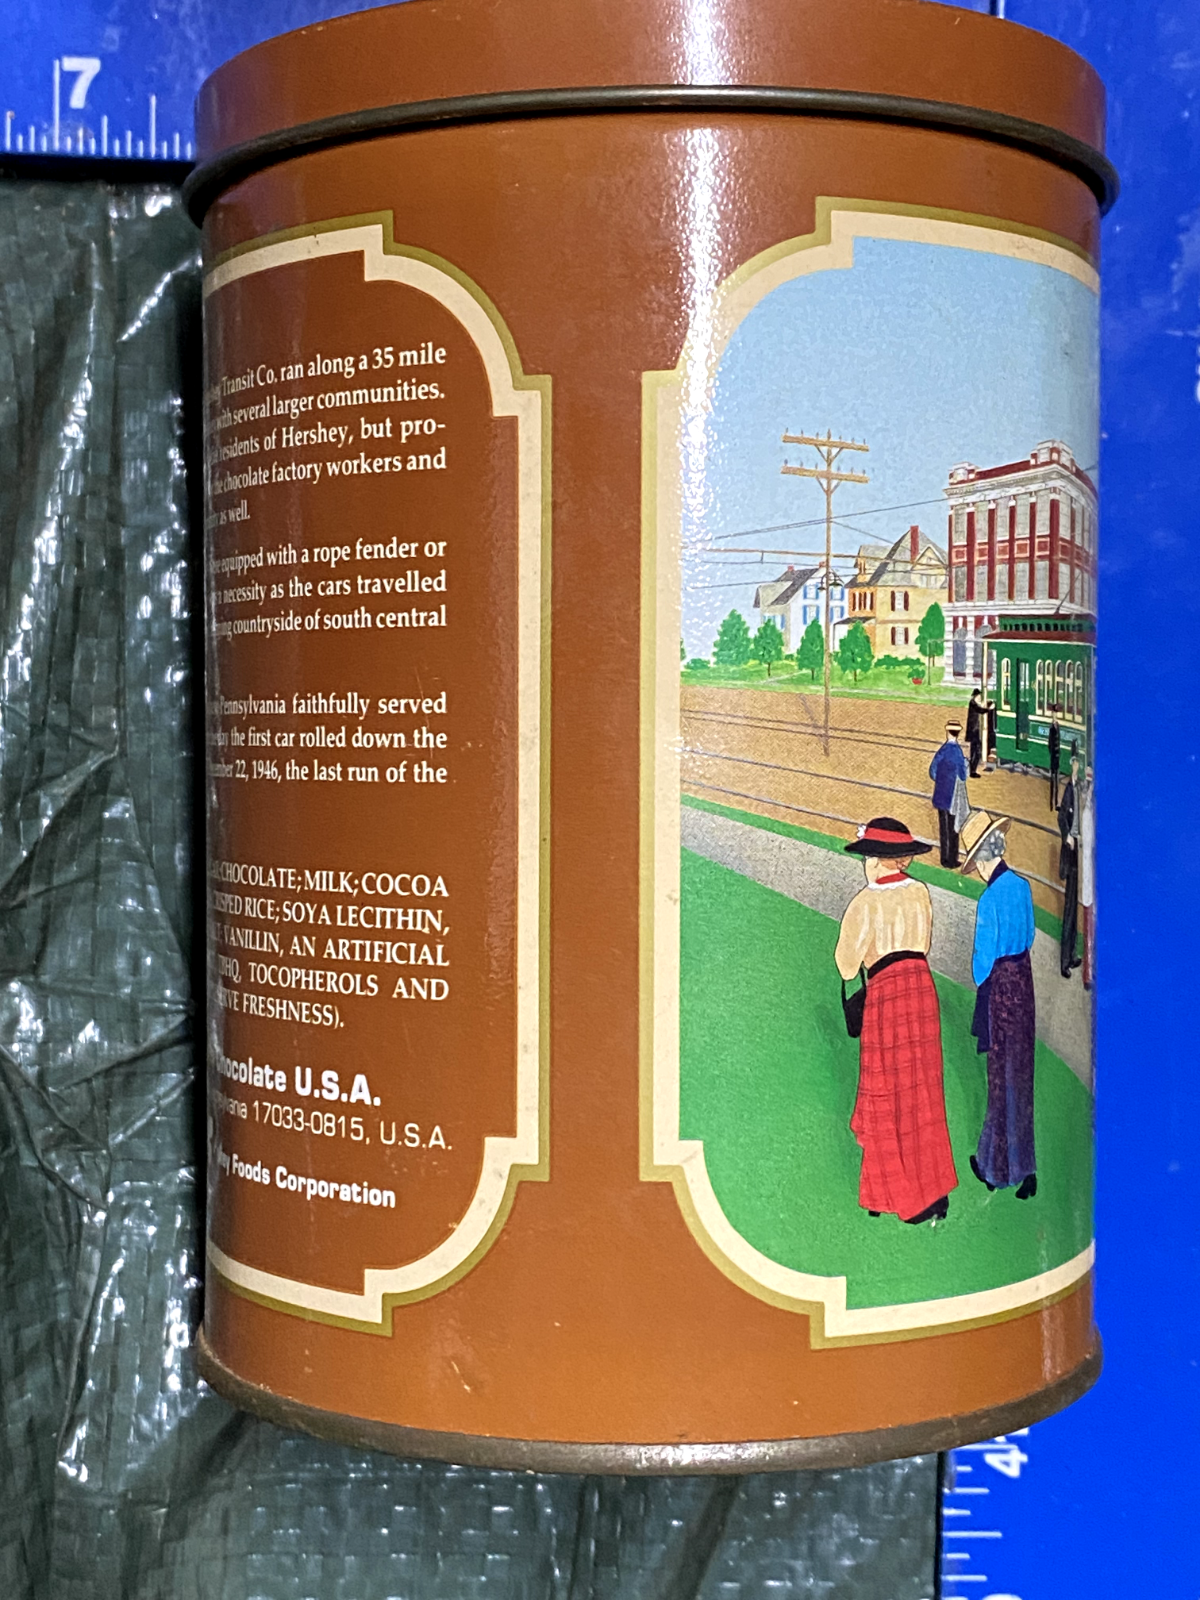 7
Transit Co. ran along a 35 mile
with several larger communities.
residents of Hershey, but pro-
the chocolate factory workers and
as well.
equipped with a rope fender or
a necessity as the cars travelled
countryside of south central
Pennsylvania faithfully served
the first car rolled down the
22, 1946, the last run of the
CHOCOLATE; MILK; COCOA
CRISPED RICE; SOYA LECITHIN,
VANILLIN, AN ARTIFICIAL
TBHQ, TOCOPHEROLS AND
FRESHNESS).
Chocolate U.S.A.
17033-0815, U.S.A.
Foods Corporation
4